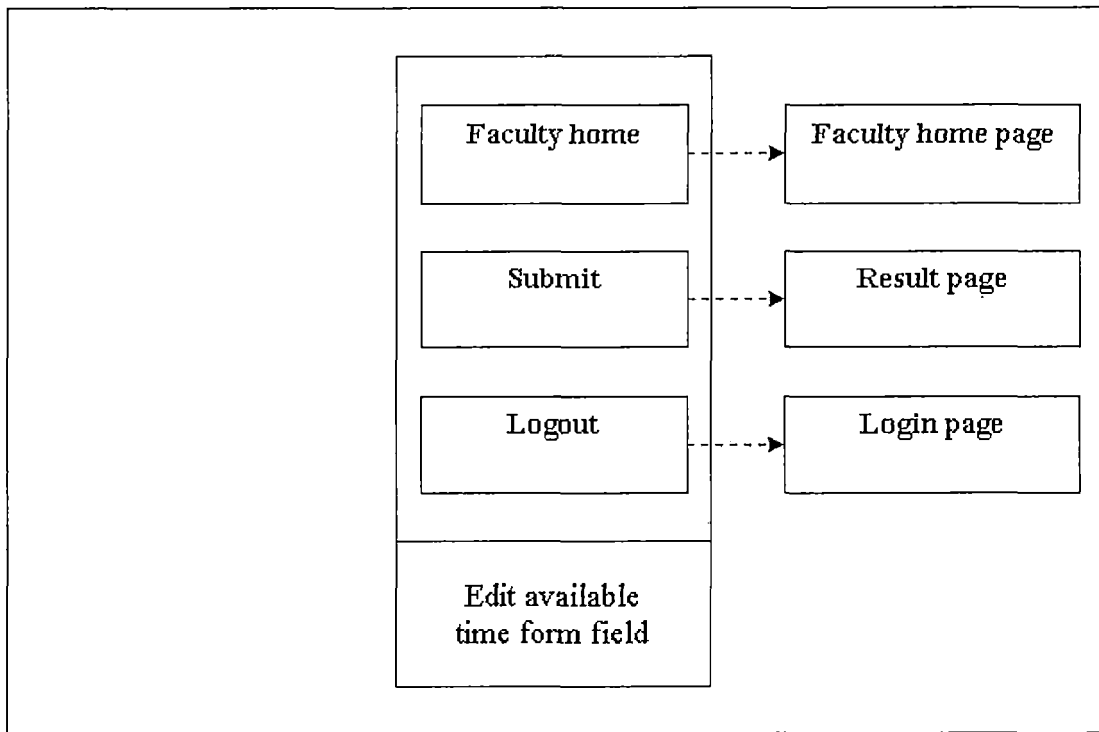 Faculty home
Faculty home page
Submit
Result page
Logout
Login page
Edit available
time form field